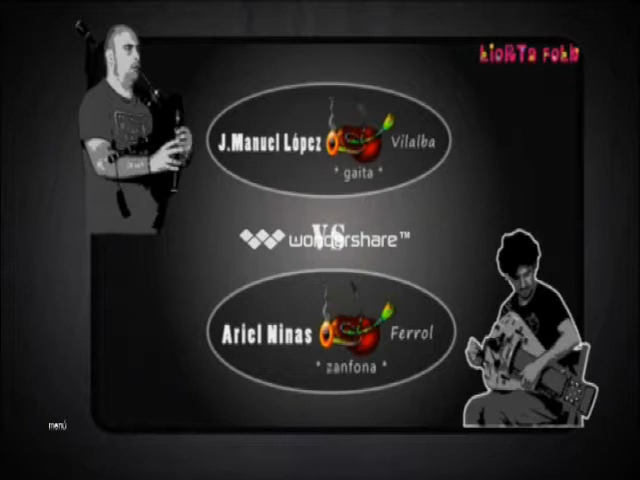 LioRTa FoLk
J.Manuel López
Vilalba
* gaita *
VS
wondershare™
Ariel Ninas
Ferrol
* zanfona *
menú